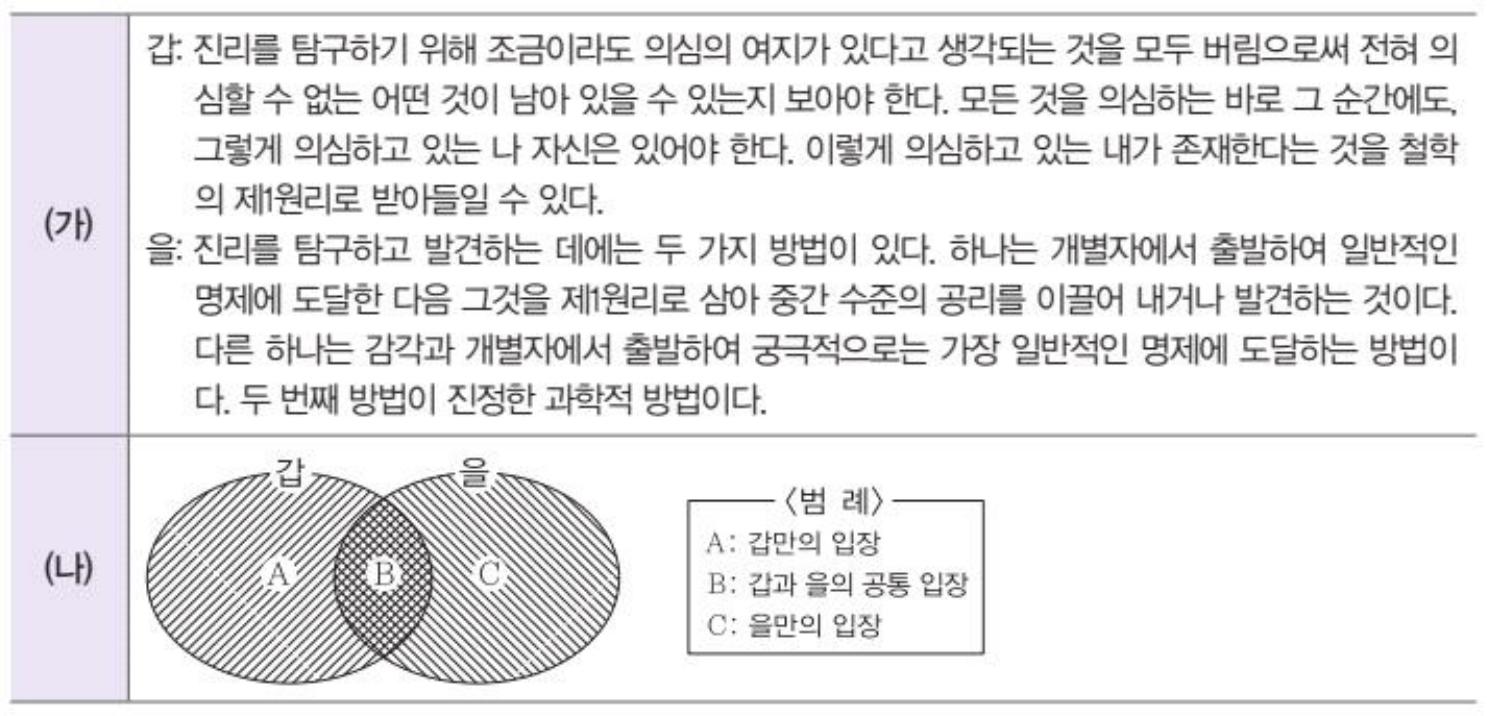 (가)
갑: 진리를 탐구하기 위해 조금이라도 의심의 여지가 있다고 생각되는 것을 모두 버림으로써 전혀 의
심할 수 없는 어떤 것이 남아 있을 수 있는지 보아야 한다. 모든 것을 의심하는 바로 그 순간에도,
그렇게 의심하고 있는 나 자신은 있어야 한다. 이렇게 의심하고 있는 내가 존재한다는 것을 철학
의 제1원리로 받아들일 수 있다.
을: 진리를 탐구하고 발견하는 데에는 두 가지 방법이 있다. 하나는 개별자에서 출발하여 일반적인
명제에 도달한 다음 그것을 제1원리로 삼아 중간 수준의 공리를 이끌어 내거나 발견하는 것이다.
다른 하나는 감각과 개별자에서 출발하여 궁극적으로는 가장 일반적인 명제에 도달하는 방법이
다. 두 번째 방법이 진정한 과학적 방법이다.
(나)
갑 을
A B C
〈범 례〉
A: 갑만의 입장
B: 갑과 을의 공통 입장
C: 을만의 입장